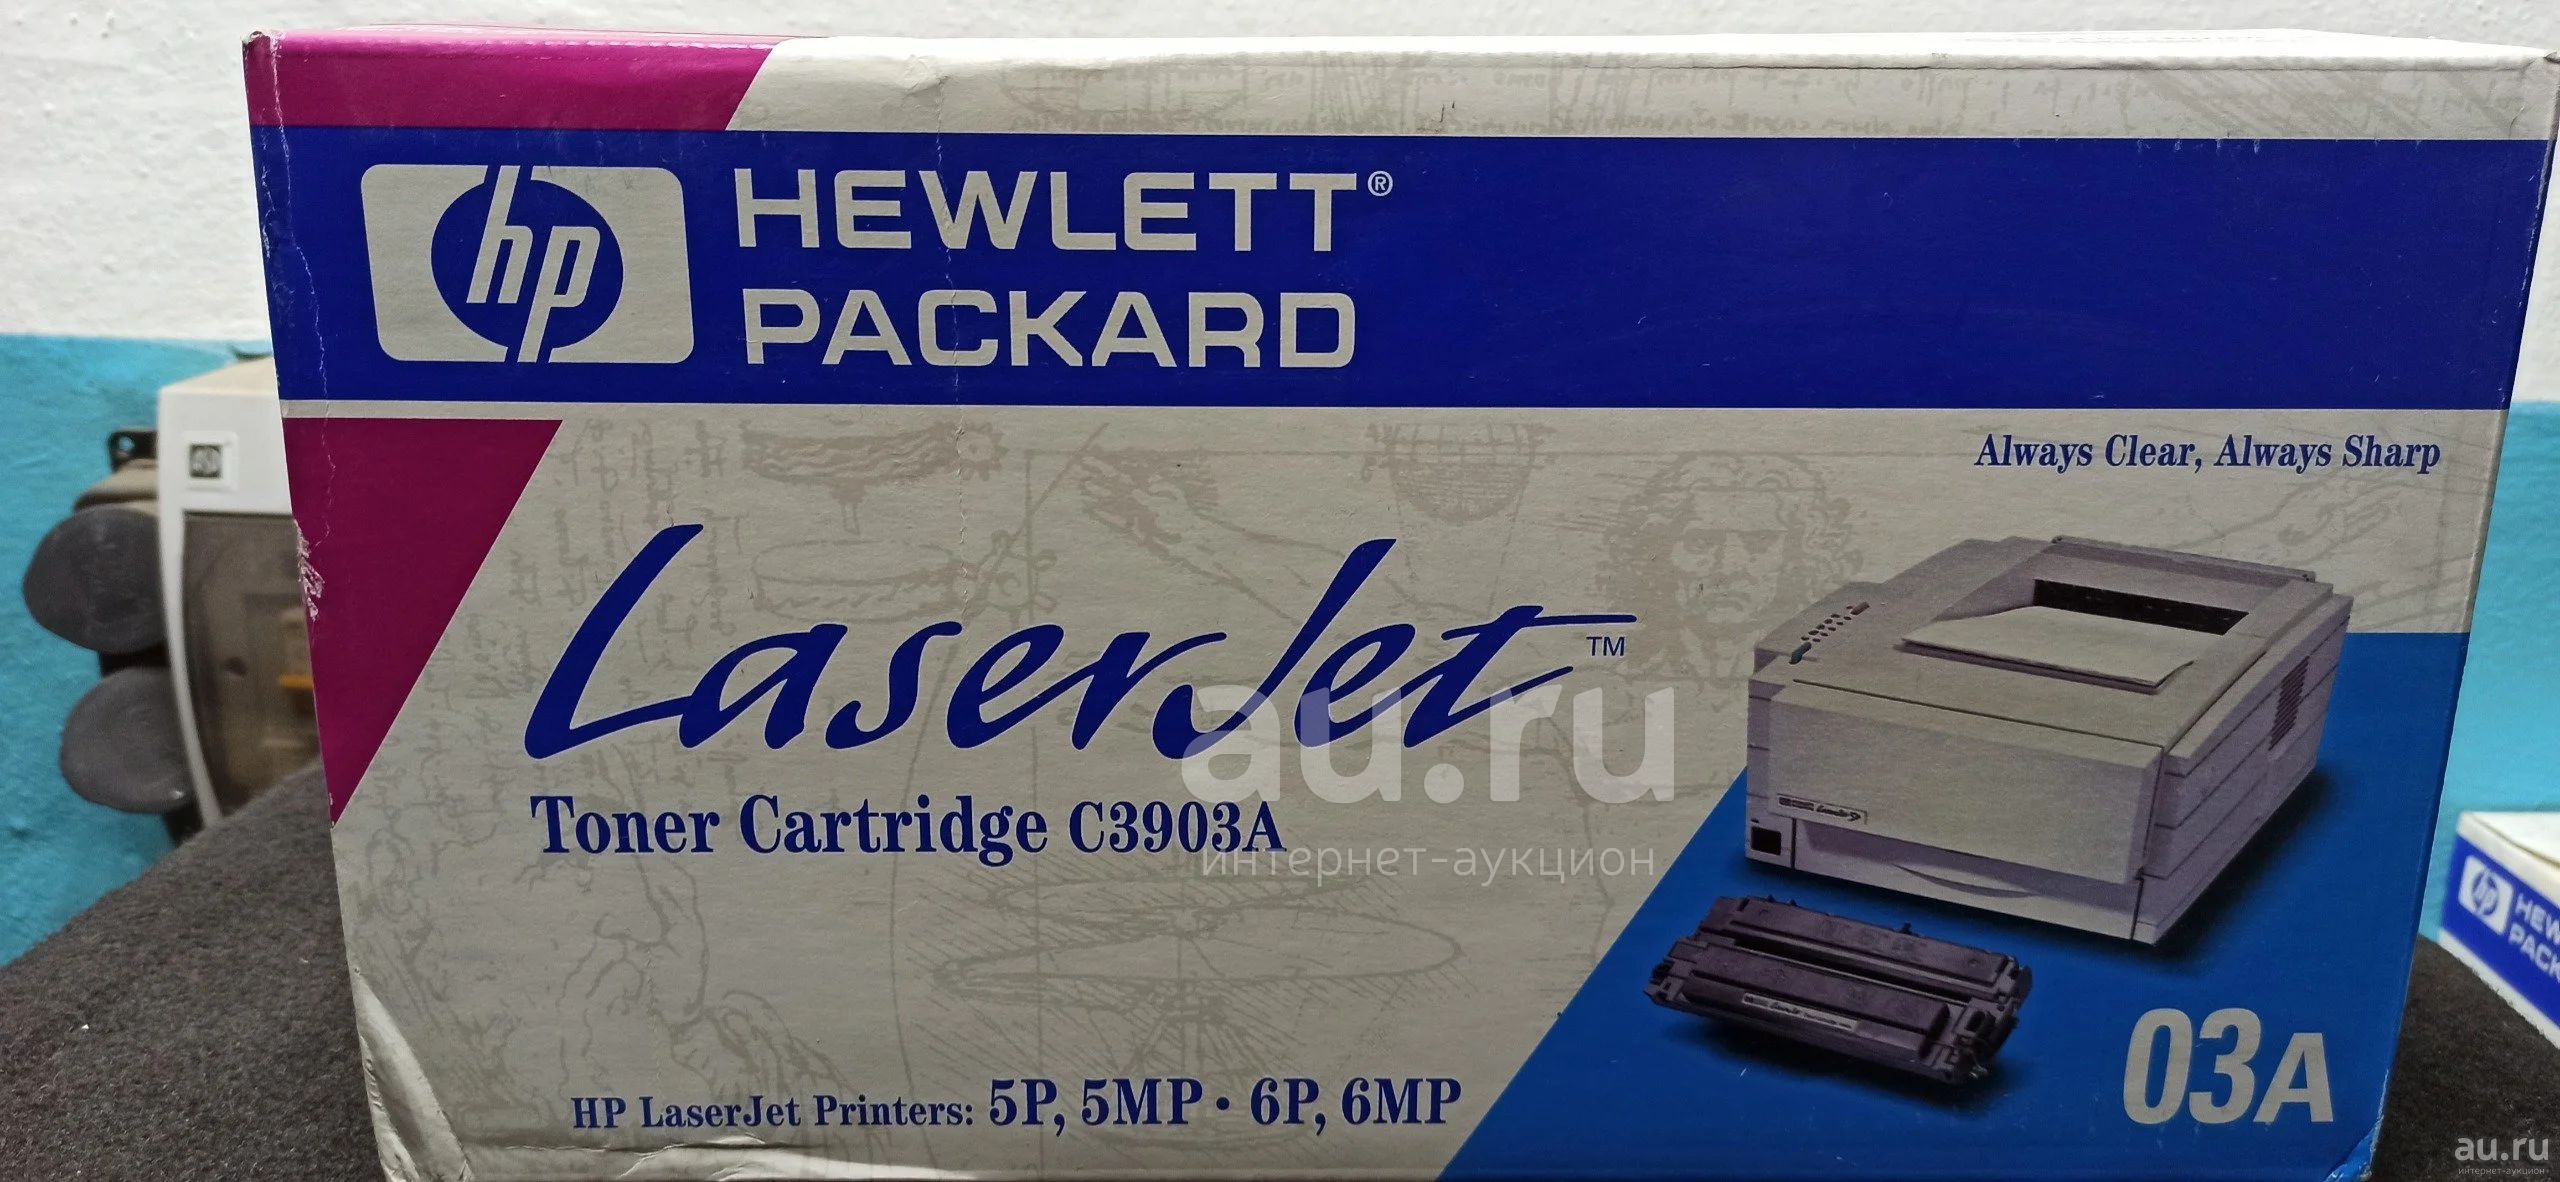 hp HEWLETT®
PACKARD
Always Clear, Always Sharp
LaserJet™
au.ru
Toner Cartridge C3903A
интернет-аукцион
HP LaserJet Printers: 5P, 5MP · 6P, 6MP
03A
hp HEW
PACK
au.ru
интернет-аукцион